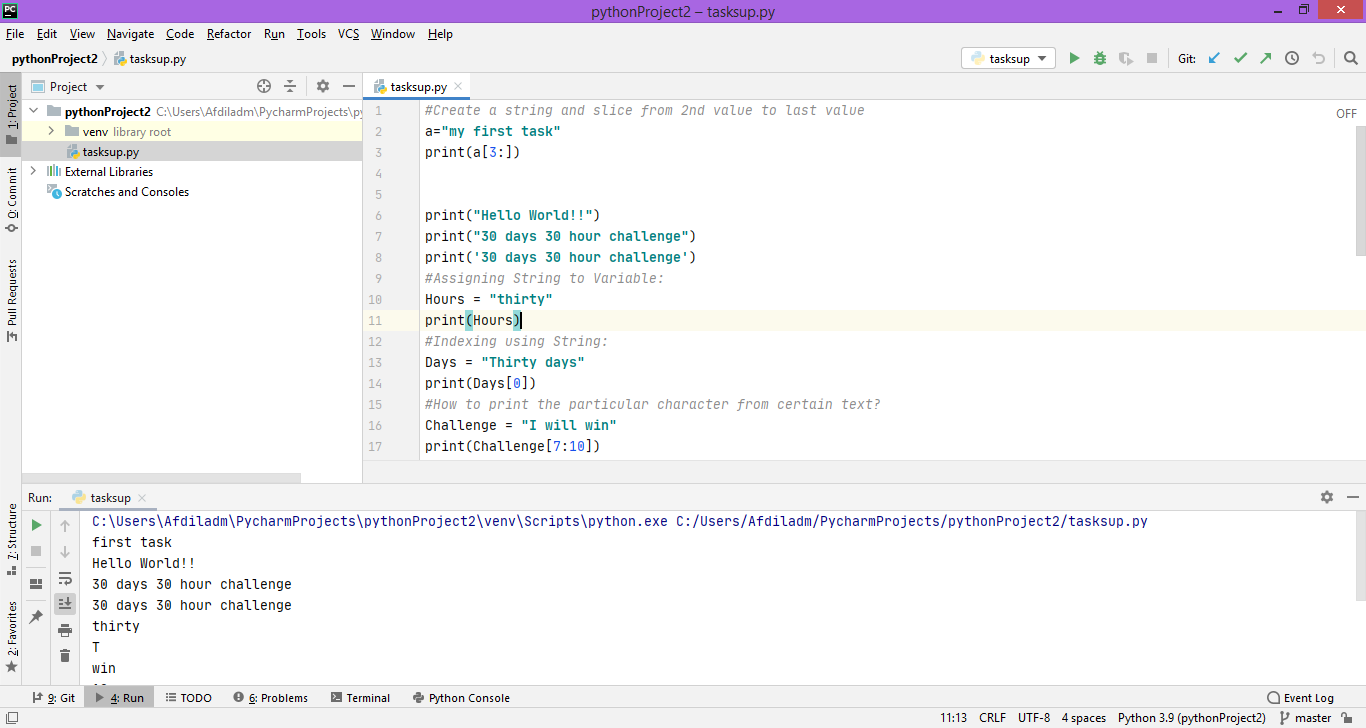 PC
pythonProject2 – tasksup.py
File Edit View Navigate Code Refactor Run Tools VCS Window Help
pythonProject2 tasksup.py
tasksup
Git:
1: Project
0: Commit
Pull Requests
7: Structure
2: Favorites
Project
pythonProject2 C:\Users\Afdiladm\PycharmProjects\py
venv library root
tasksup.py
External Libraries
Scratches and Consoles
tasksup.py
OFF
1 #Create a string and slice from 2nd value to last value
2 a="my first task"
3 print(a[3:])
4
5
6 print("Hello World!!")
7 print("30 days 30 hour challenge")
8 print('30 days 30 hour challenge')
9 #Assigning String to Variable:
10 Hours = "thirty"
11 print(Hours)
12 #Indexing using String:
13 Days = "Thirty days"
14 print(Days[0])
15 #How to print the particular character from certain text?
16 Challenge = "I will win"
17 print(Challenge[7:10])
Run: tasksup
C:\Users\Afdiladm\PycharmProjects\pythonProject2\venv\Scripts\python.exe C:/Users/Afdiladm/PycharmProjects/pythonProject2/tasksup.py
first task
Hello World!!
30 days 30 hour challenge
30 days 30 hour challenge
thirty
T
win
9: Git 4: Run TODO 6: Problems Terminal Python Console Event Log
11:13 CRLF UTF-8 4 spaces Python 3.9 (pythonProject2) master